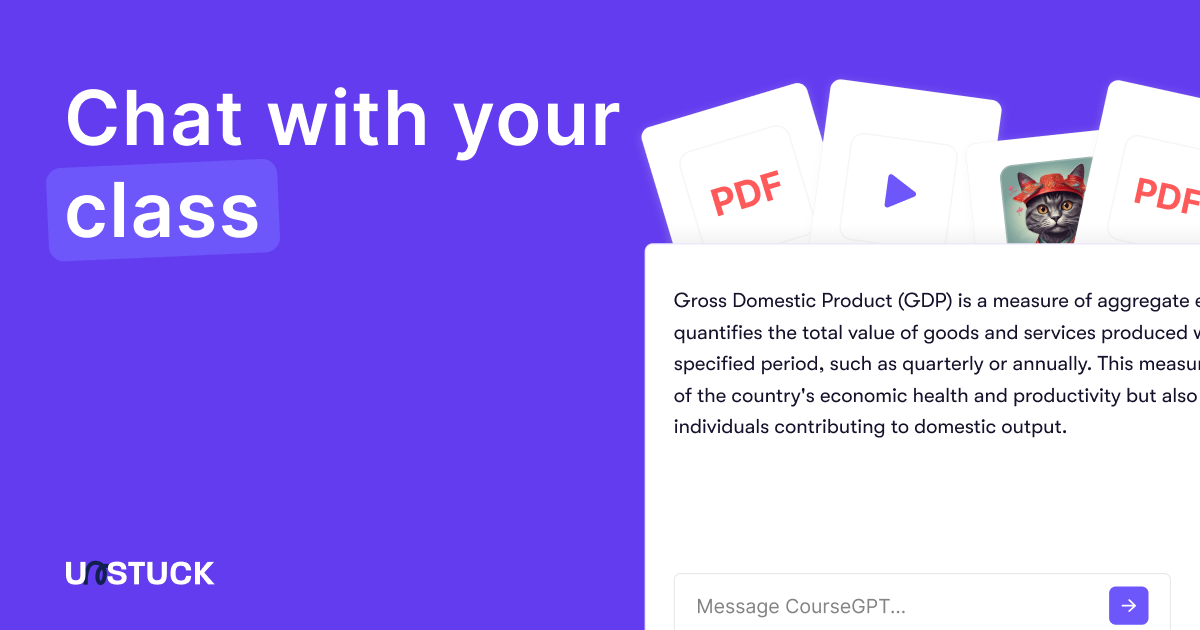 Chat with your
class
PDF
PDF
Gross Domestic Product (GDP) is a measure of aggregate
quantifies the total value of goods and services produced
specified period, such as quarterly or annually. This
of the country's economic health and productivity but also
individuals contributing to domestic output.
Message CourseGPT...
UNSTUCK